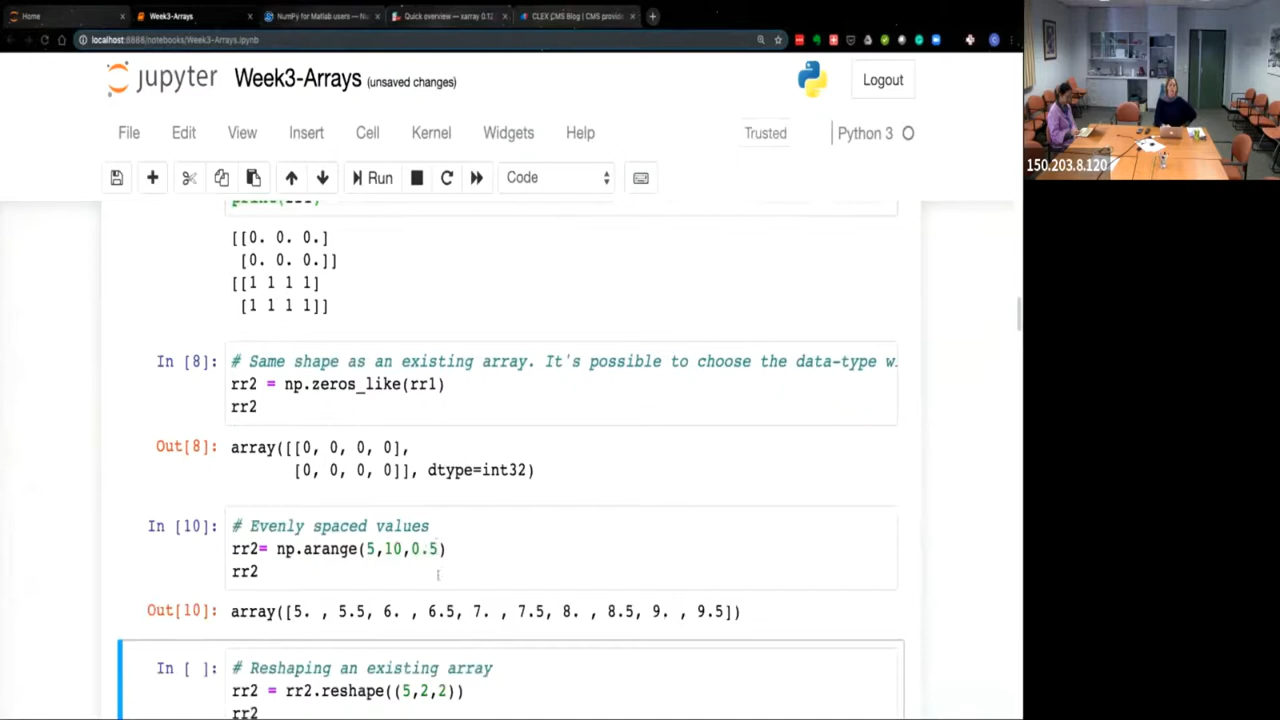 Home
Week3-Arrays
NumPy for Matlab users — Nu
Quick overview — xarray 0.12
CLEX CMS Blog | CMS provid
localhost:8888/notebooks/Week3-Arrays.ipynb
jupyter Week3-Arrays (unsaved changes)
Logout
File Edit View Insert Cell Kernel Widgets Help
Trusted
Python 3
Run
Code
150.203.8.120
[[0. 0. 0.]
[0. 0. 0.]]
[[1 1 1 1]
[1 1 1 1]]
In [8]: # Same shape as an existing array. It's possible to choose the data-type w
rr2 = np.zeros_like(rr1)
rr2
Out[8]: array([[0, 0, 0, 0],
[0, 0, 0, 0]], dtype=int32)
In [10]: # Evenly spaced values
rr2= np.arange(5,10,0.5)
rr2
Out[10]: array([5. , 5.5, 6. , 6.5, 7. , 7.5, 8. , 8.5, 9. , 9.5])
In [ ]: # Reshaping an existing array
rr2 = rr2.reshape((5,2,2))
rr2